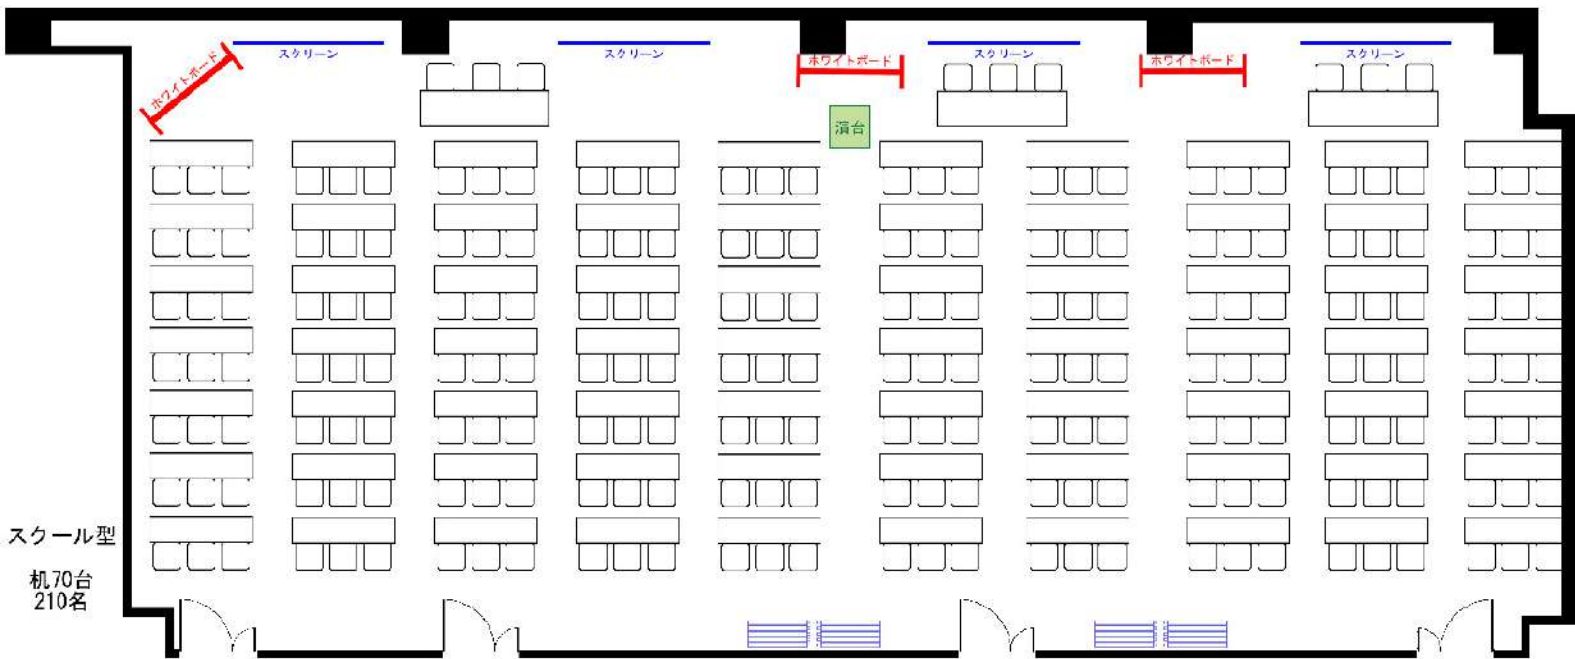 スクリーン
スクリーン
スクリーン
スクリーン
ホワイトボード
ホワイトボード
ホワイトボード
演台
スクール型
机70台
210名